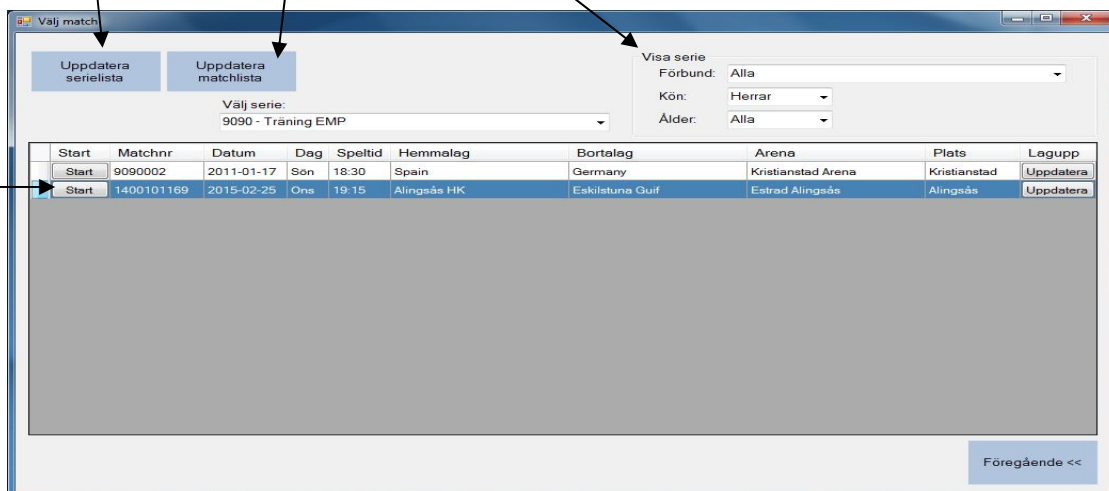 Välj match
Uppdatera
serielista
Uppdatera
matchlista
Välj serie:
9090 - Träning EMP
Visa serie
Förbund: Alla
Kön: Herrar
Ålder: Alla
Start Matchnr Datum Dag Speltid Hemmalag Bortalag Arena Plats Lagupp
Start 9090002 2011-01-17 Sön 18:30 Spain Germany Kristianstad Arena Kristianstad Uppdatera
Start 1400101169 2015-02-25 Ons 19:15 Alingsås HK Eskilstuna Guif Estrad Alingsås Alingsås Uppdatera
Föregående <<